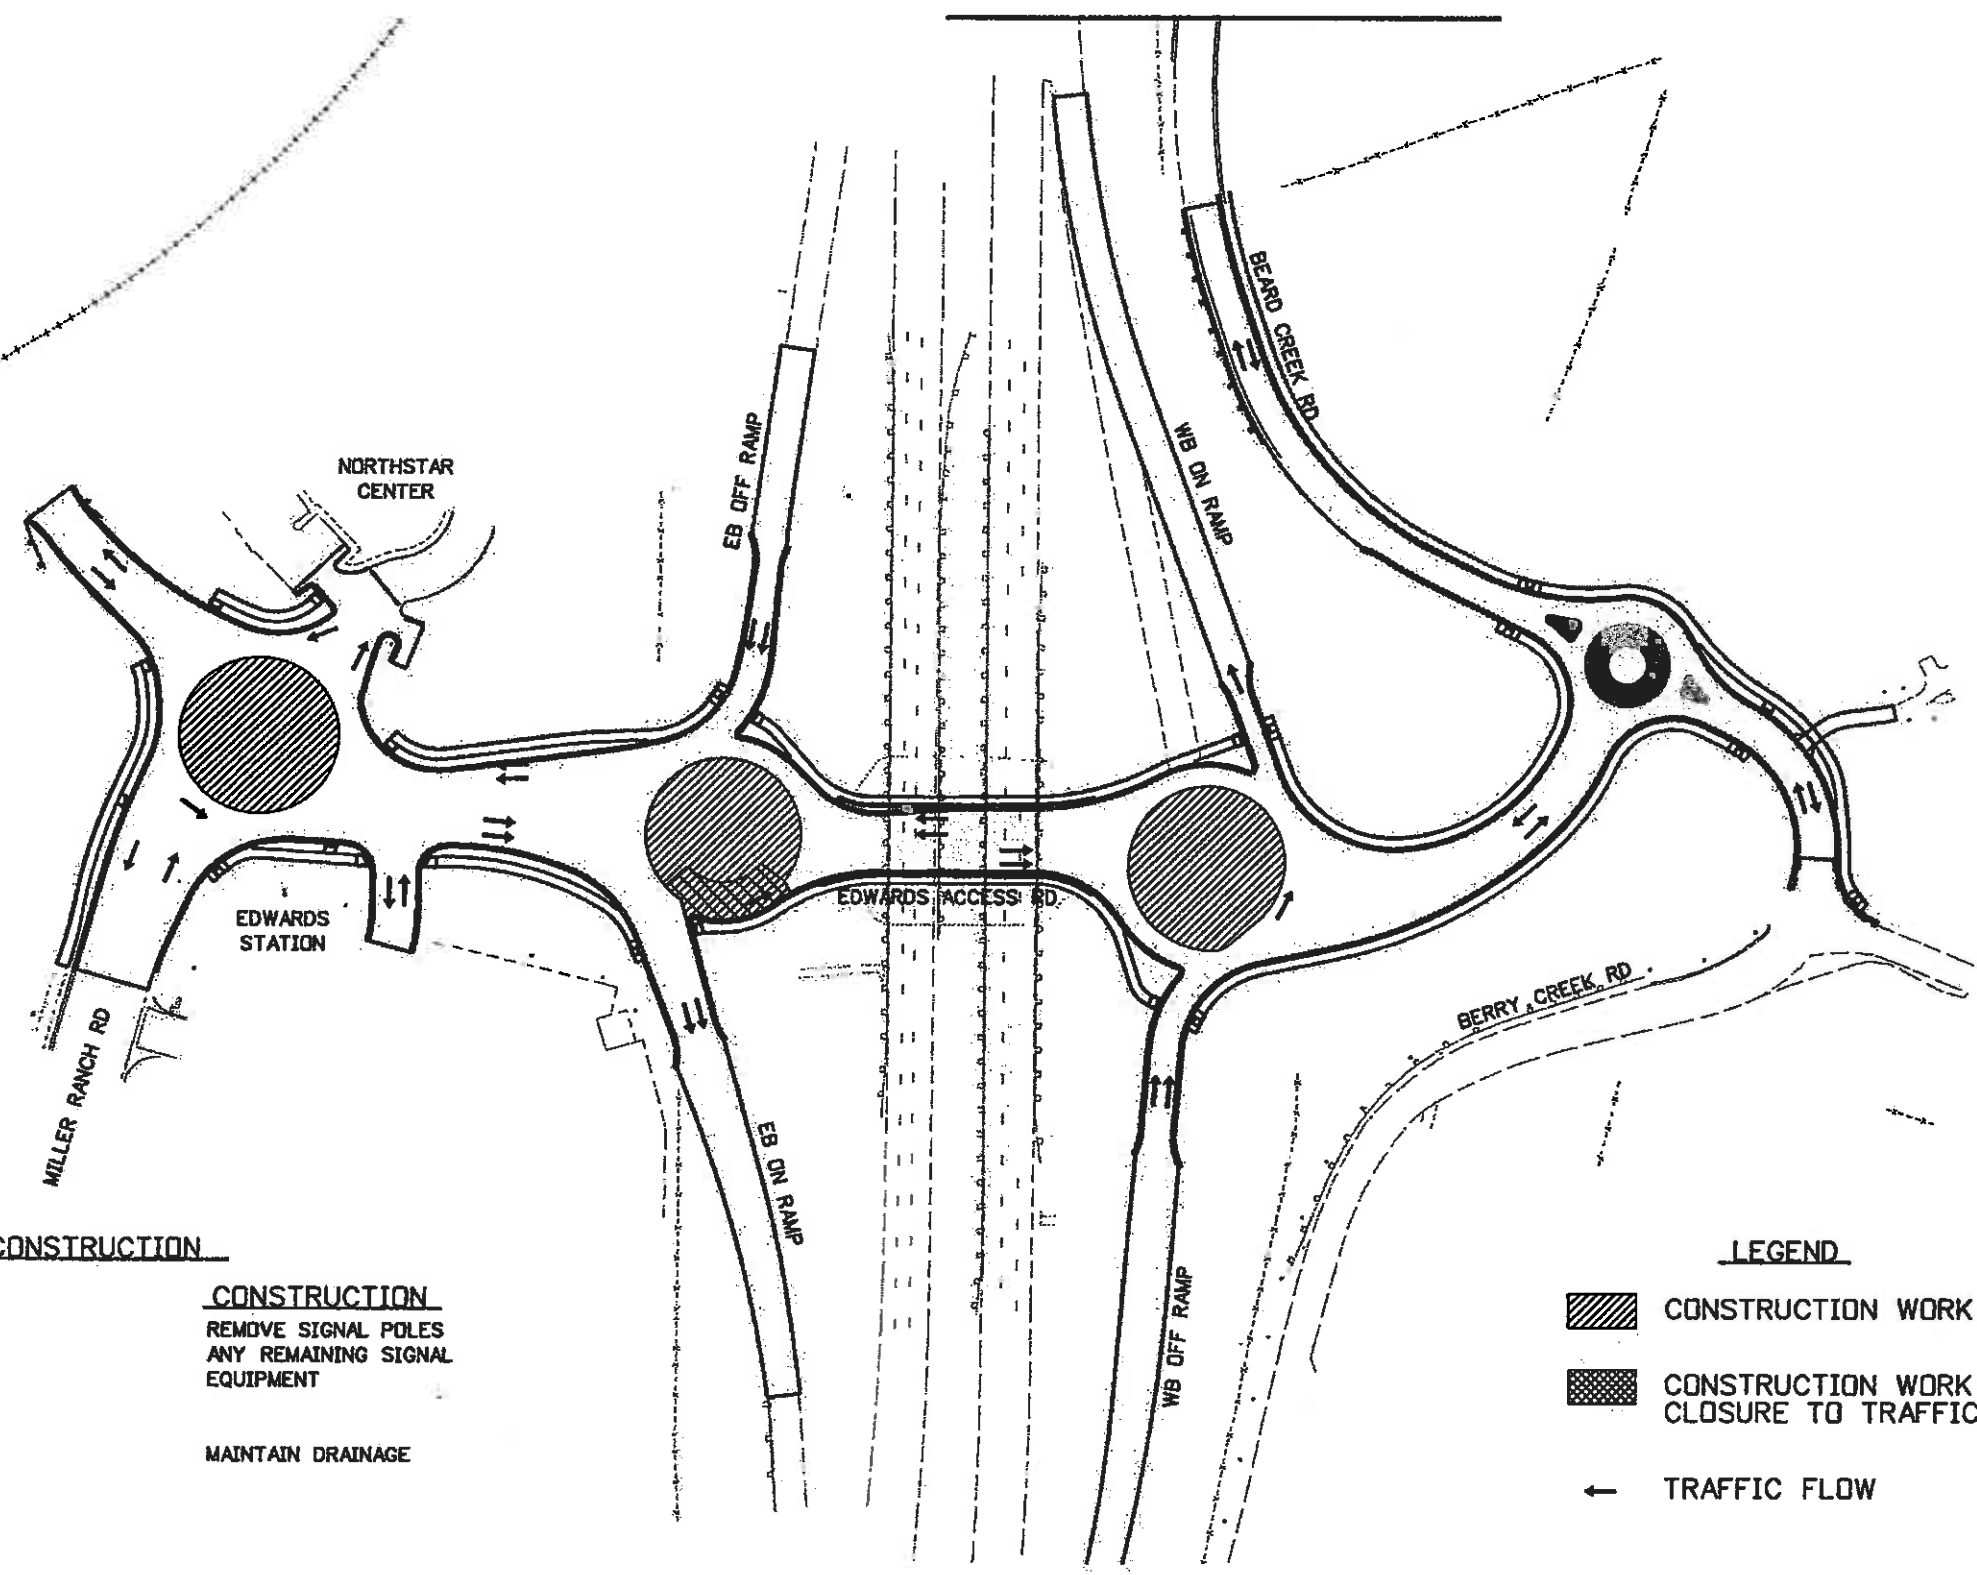 BEARD CREEK RD
WB ON RAMP
EB OFF RAMP
NORTHSTAR
CENTER
EDWARDS ACCESS RD
EDWARDS
STATION
BERRY CREEK RD
MILLER RANCH RD
EB ON RAMP
WB OFF RAMP
CONSTRUCTION
CONSTRUCTION
REMOVE SIGNAL POLES
ANY REMAINING SIGNAL
EQUIPMENT
MAINTAIN DRAINAGE
LEGEND
CONSTRUCTION WORK
CONSTRUCTION WORK
CLOSURE TO TRAFFIC
TRAFFIC FLOW